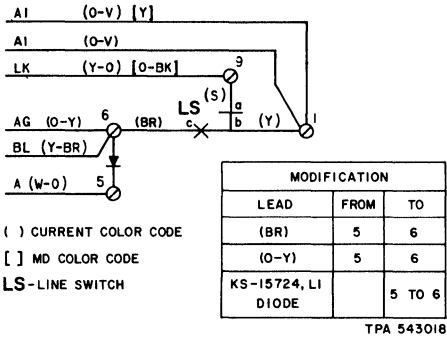 AI (O-V) [Y]
AI (O-V)
LK (Y-O) [O-BK] 9
(S)
LS a
AG (O-Y) 6 (BR) c b (Y) 1
BL (Y-BR)
A (W-O) 5
( ) CURRENT COLOR CODE
[ ] MD COLOR CODE
LS-LINE SWITCH
MODIFICATION
LEAD FROM TO
(BR) 5 6
(O-Y) 5 6
KS-15724, LI
DIODE 5 TO 6
TPA 543018